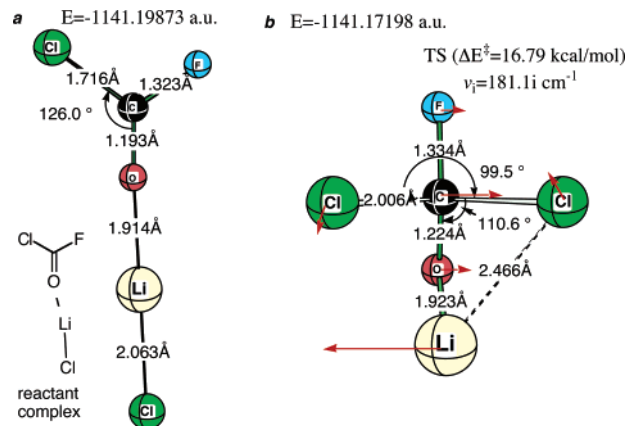 a E=-1141.19873 a.u.
Cl
F
1.716Å
1.323Å
C
126.0 °
1.193Å
O
1.914Å
Cl F
O
Li
Li
Cl
2.063Å
reactant
complex
Cl
b E=-1141.17198 a.u.
TS (ΔE‡=16.79 kcal/mol)
νi=181.1i cm-1
F
1.334Å
99.5 °
Cl
2.006Å
C
Cl
110.6 °
1.224Å
O
2.466Å
1.923Å
Li